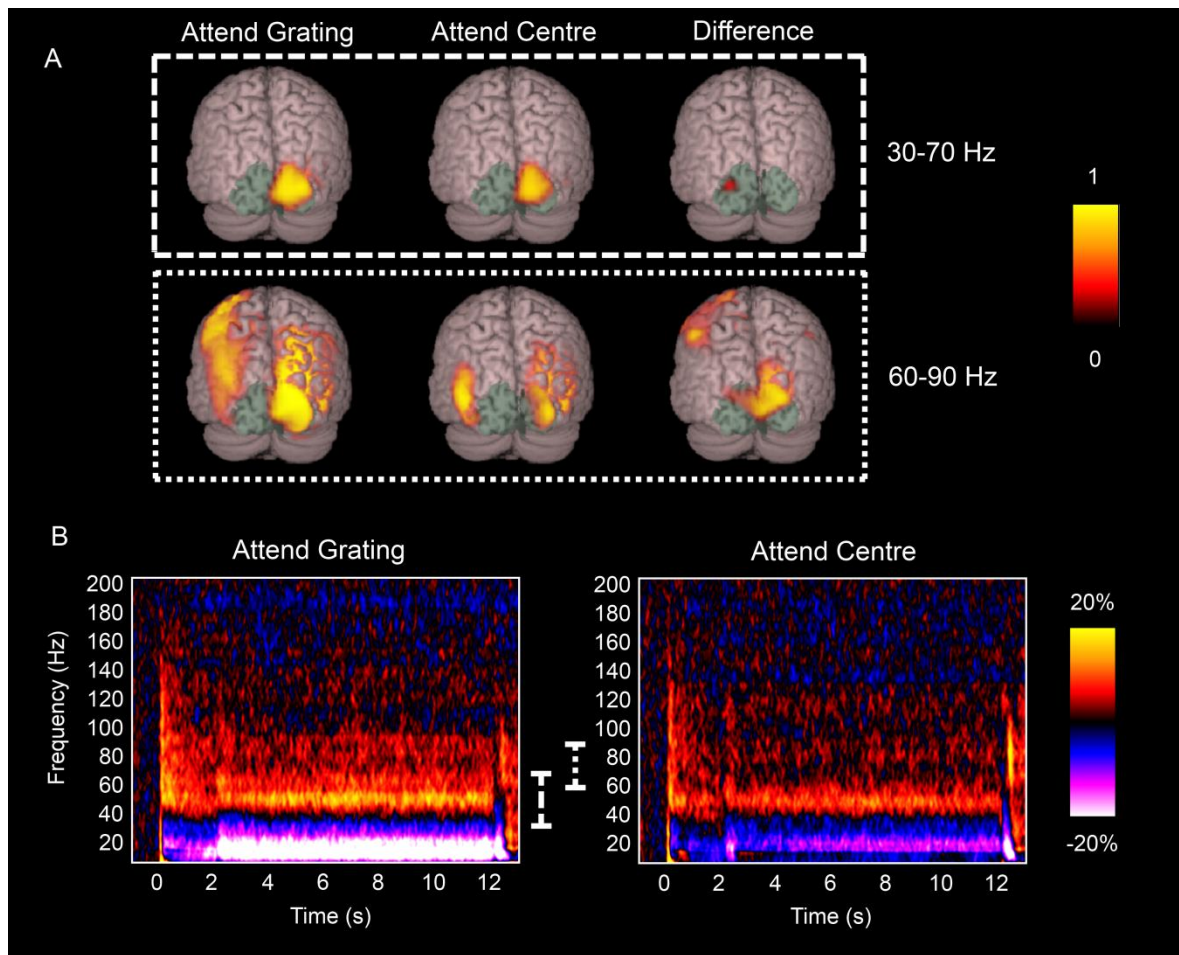 Attend Grating Attend Centre Difference
A
30-70 Hz
1
0
60-90 Hz
B
Attend Grating Attend Centre
Frequency (Hz)
200
180
160
140
120
100
80
60
40
20
0 2 4 6 8 10 12
Time (s)
200
180
160
140
120
100
80
60
40
20
0 2 4 6 8 10 12
Time (s)
20%
-20%